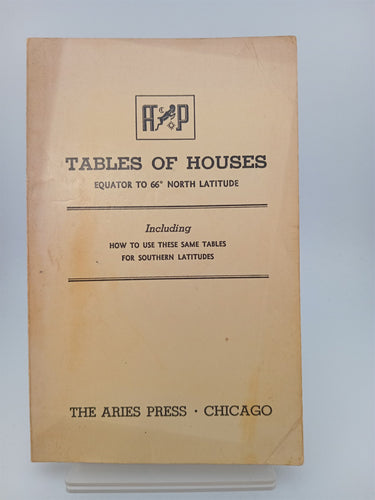 AP
TABLES OF HOUSES
EQUATOR TO 66° NORTH LATITUDE
Including
HOW TO USE THESE SAME TABLES
FOR SOUTHERN LATITUDES
THE ARIES PRESS · CHICAGO